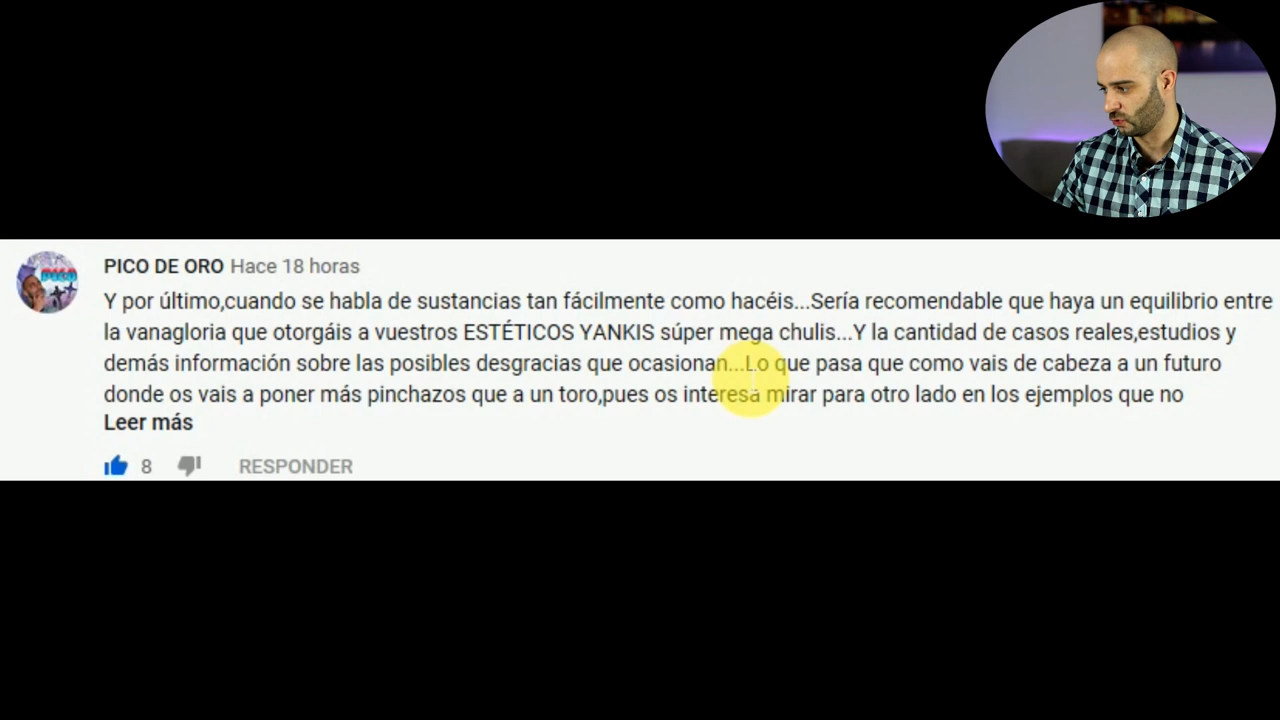 PICO DE ORO Hace 18 horas
Y por último,cuando se habla de sustancias tan fácilmente como hacéis...Sería recomendable que haya un equilibrio entre
la vanagloria que otorgáis a vuestros ESTÉTICOS YANKIS súper mega chulis...Y la cantidad de casos reales,estudios y
demás información sobre las posibles desgracias que ocasionan...Lo que pasa que como vais de cabeza a un futuro
donde os vais a poner más pinchazos que a un toro,pues os interesa mirar para otro lado en los ejemplos que no
Leer más
8 RESPONDER